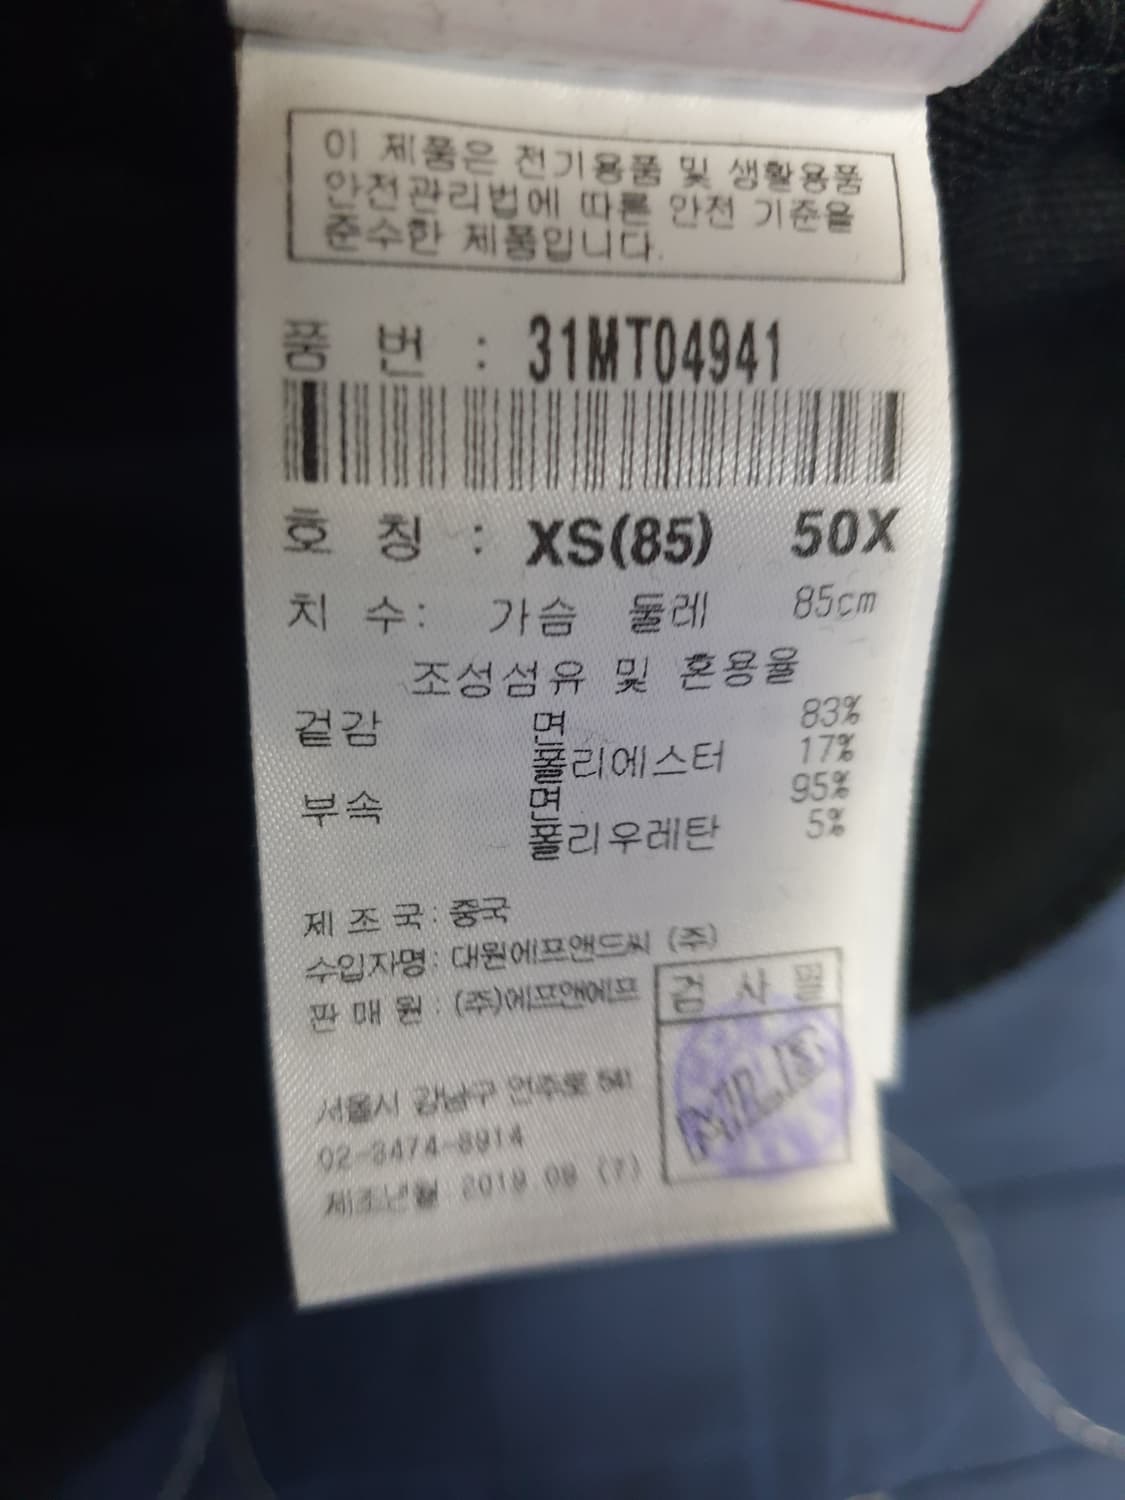 이 제품은 전기용품 및 생활용품
안전관리법에 따른 안전 기준을
준수한 제품입니다.
품 번 : 31MT04941
호 칭 : XS(85) 50X
치 수: 가슴 둘레 85cm
조성섬유 및 혼용율
겉감 면 83%
폴리에스터 17%
부속 면 95%
폴리우레탄 5%
제 조 국: 중국
수입자명: 대원에프앤드씨 (주)
판 매 원 : (주)에프앤에프
검 사 필
서울시 강남구 언주로 541
02-3474-8914
제조년월 2019 09 (7)